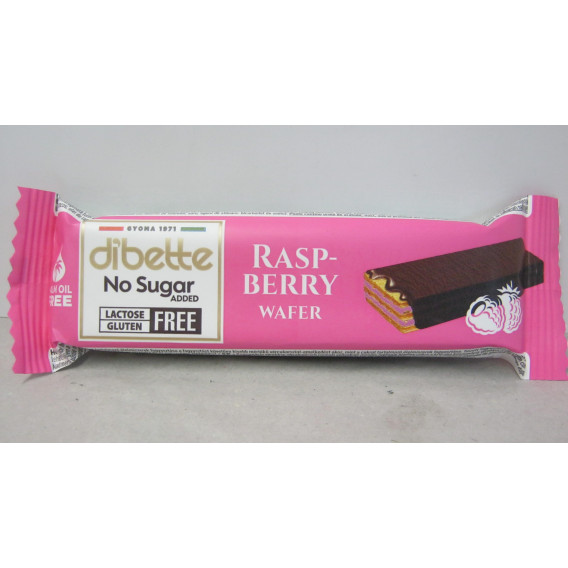 GYOMA 1971
dibette
No Sugar
ADDED
LACTOSE
GLUTEN
FREE
RASP-
BERRY
WAFER
OIL
FREE